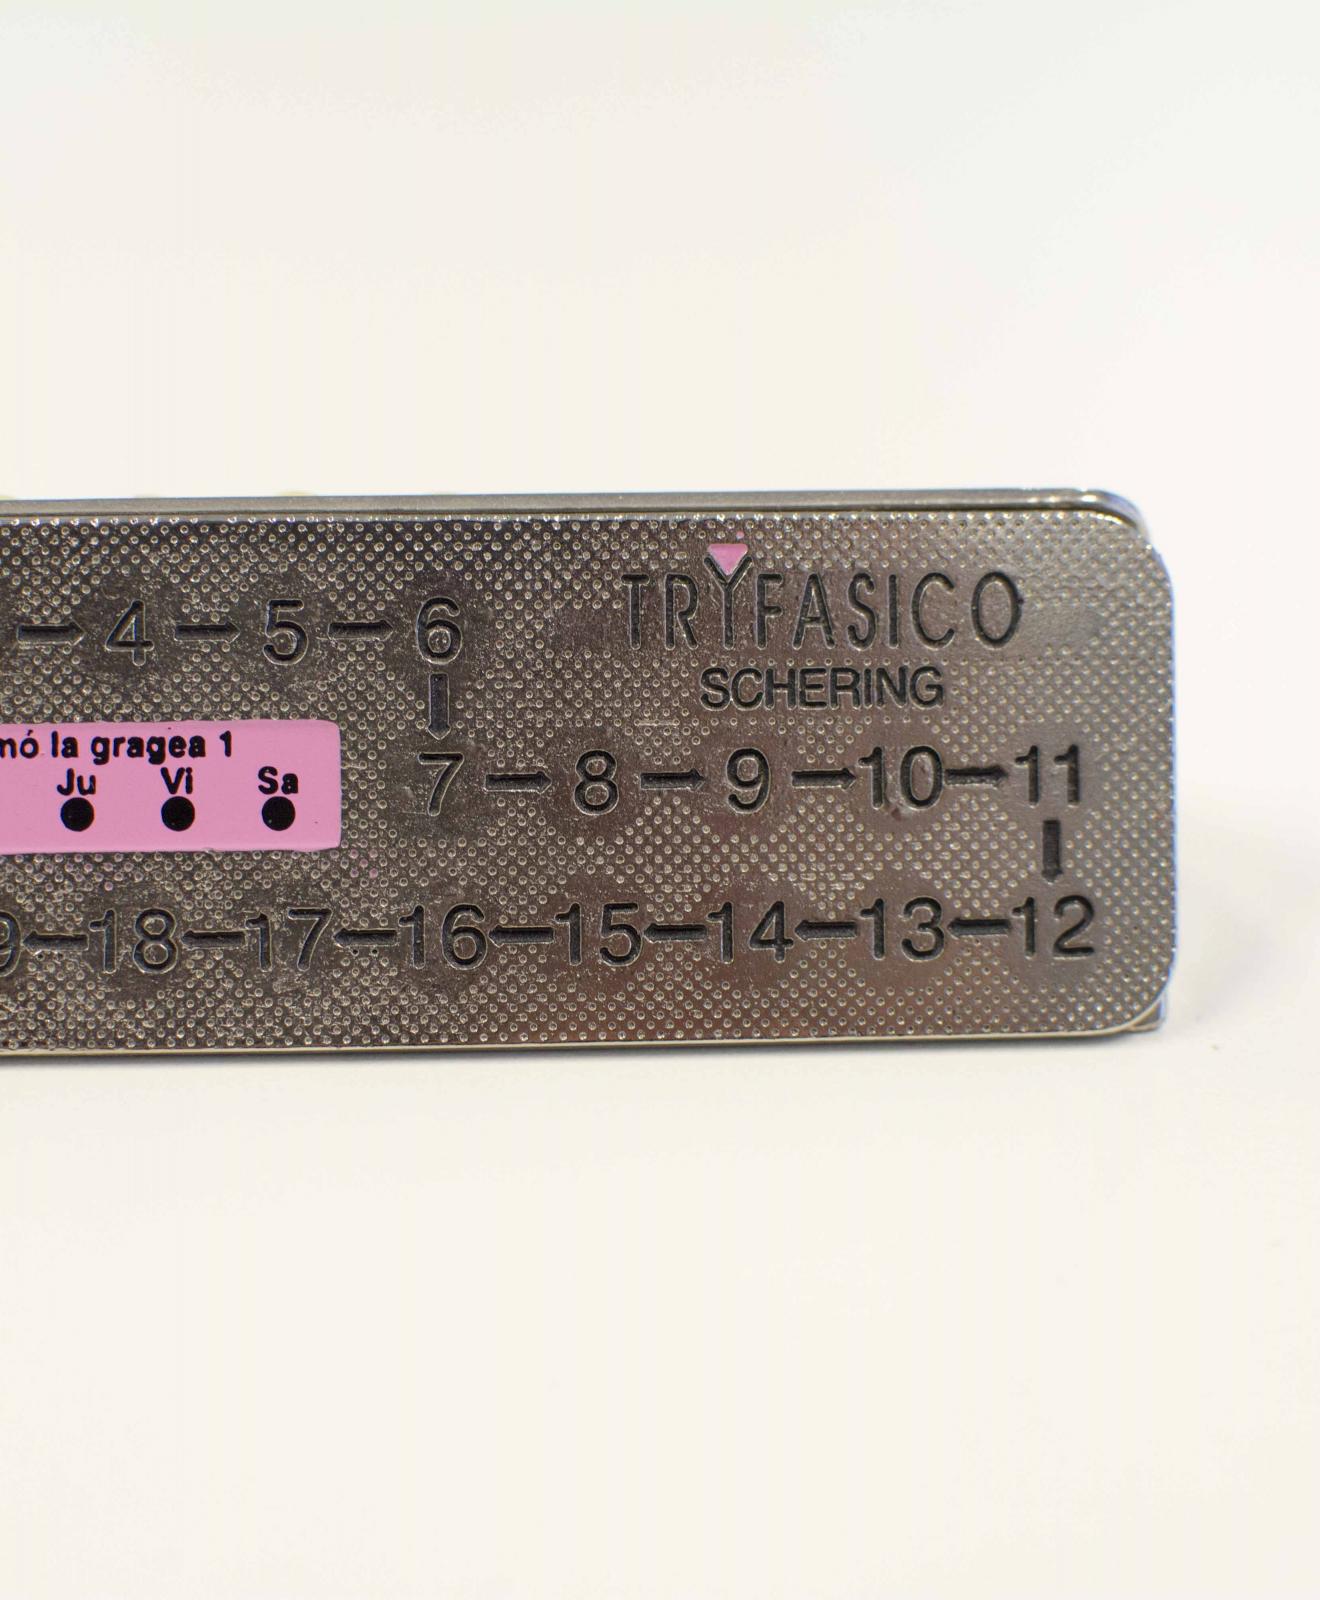 TRYFASICO
SCHERING
→ 4 → 5 → 6
la gragea 1
Ju Vi Sa
7 → 8 → 9 → 10 → 11
18 ← 17 ← 16 ← 15 ← 14 ← 13 ← 12